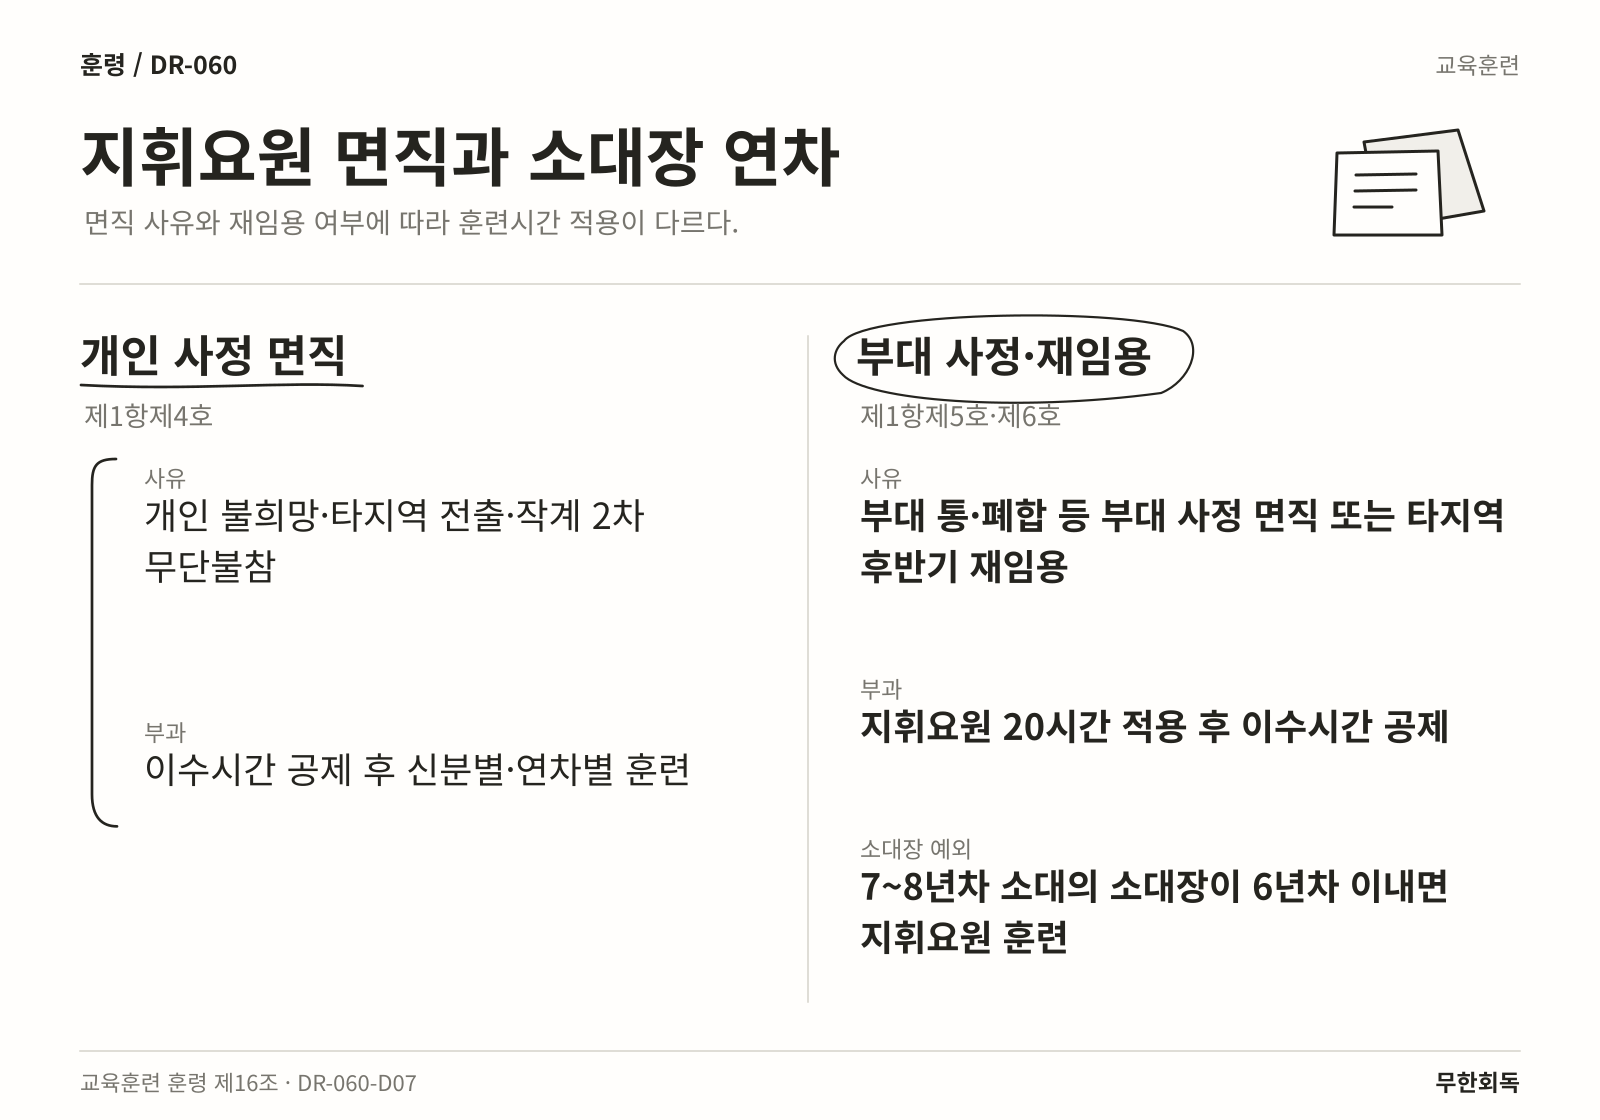 훈령 / DR-060
교육훈련
지휘요원 면직과 소대장 연차
면직 사유와 재임용 여부에 따라 훈련시간 적용이 다르다.
개인 사정 면직
제1항제4호
사유
개인 불희망·타지역 전출·작계 2차
무단불참
부과
이수시간 공제 후 신분별·연차별 훈련
부대 사정·재임용
제1항제5호·제6호
사유
부대 통·폐합 등 부대 사정 면직 또는 타지역
후반기 재임용
부과
지휘요원 20시간 적용 후 이수시간 공제
소대장 예외
7~8년차 소대의 소대장이 6년차 이내면
지휘요원 훈련
교육훈련 훈령 제16조 · DR-060-D07
무한회독